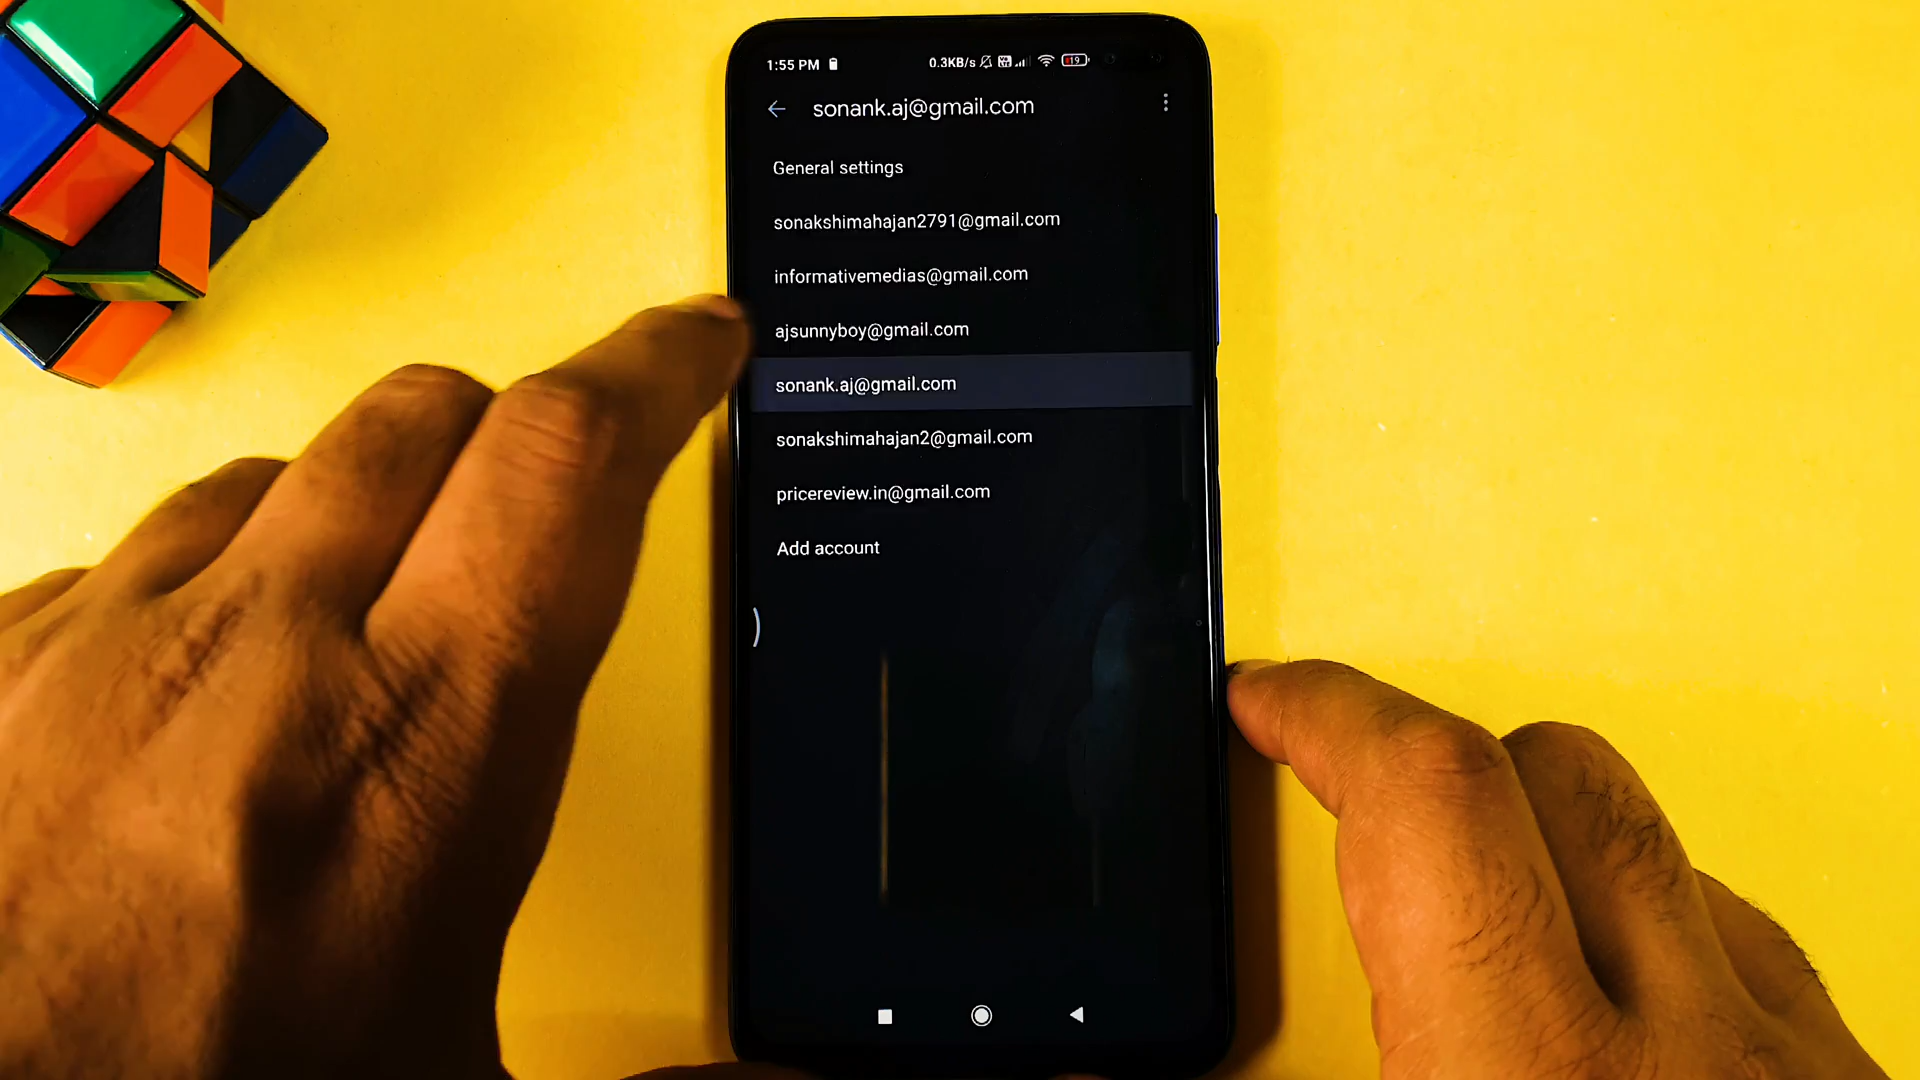 1:55 PM 0.3KB/s 19
sonank.aj@gmail.com
General settings
sonakshimahajan2791@gmail.com
informativemedias@gmail.com
ajsunnyboy@gmail.com
sonank.aj@gmail.com
sonakshimahajan2@gmail.com
pricereview.in@gmail.com
Add account